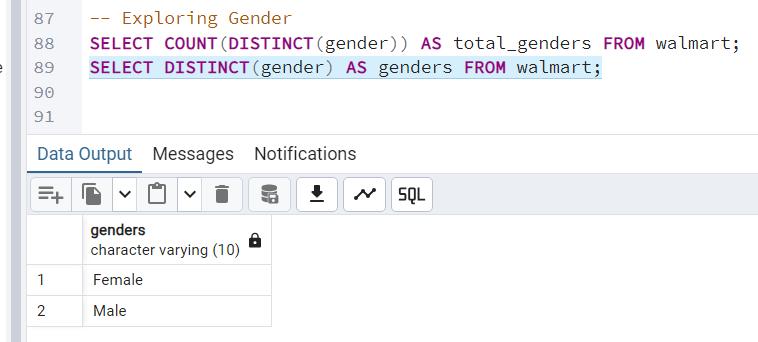 87 -- Exploring Gender
88 SELECT COUNT(DISTINCT(gender)) AS total_genders FROM walmart;
89 SELECT DISTINCT(gender) AS genders FROM walmart;
90
91
Data Output Messages Notifications
SQL
genders
character varying (10)
1 Female
2 Male